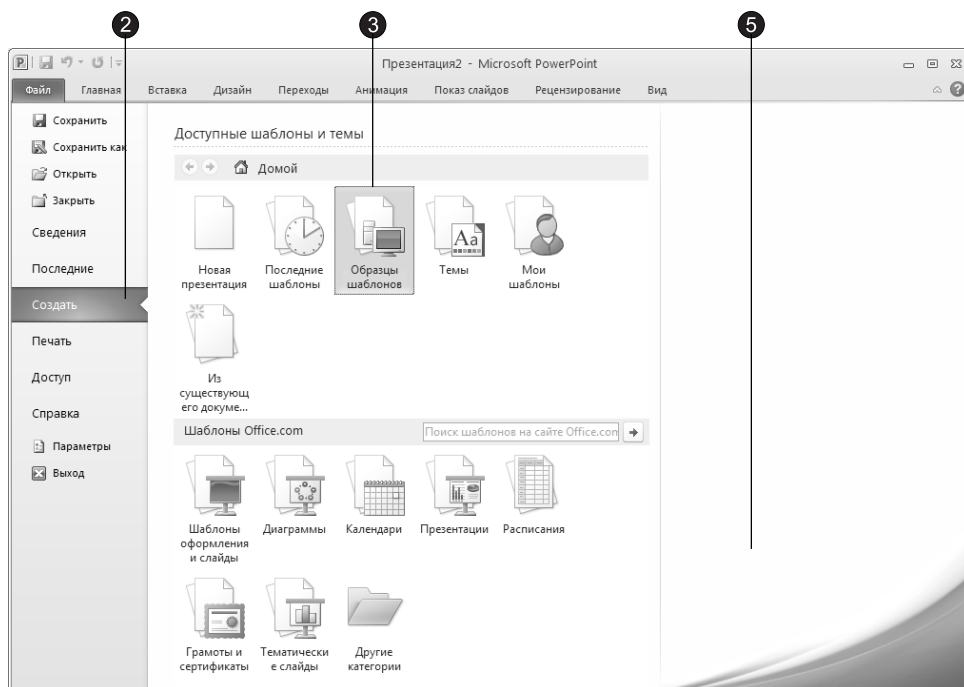 2 3 5
Презентация2 - Microsoft PowerPoint
Файл Главная Вставка Дизайн Переходы Анимация Показ слайдов Рецензирование Вид
Сохранить
Сохранить как
Открыть
Закрыть
Сведения
Последние
Создать
Печать
Доступ
Справка
Параметры
Выход
Доступные шаблоны и темы
Домой
Новая
презентация
Последние
шаблоны
Образцы
шаблонов
Aa
Темы
Мои
шаблоны
Из
существующ
его докуме...
Шаблоны Office.com
Поиск шаблонов на сайте Office.con
Шаблоны
оформления
и слайды
Диаграммы
Календари
Презентации
Расписания
Грамоты и
сертификаты
Тематически
е слайды
Другие
категории